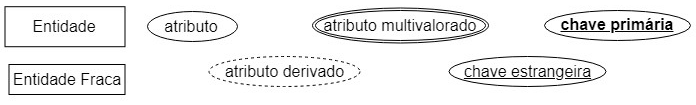 Entidade
atributo
atributo multivalorado
chave primária
Entidade Fraca
atributo derivado
chave estrangeira